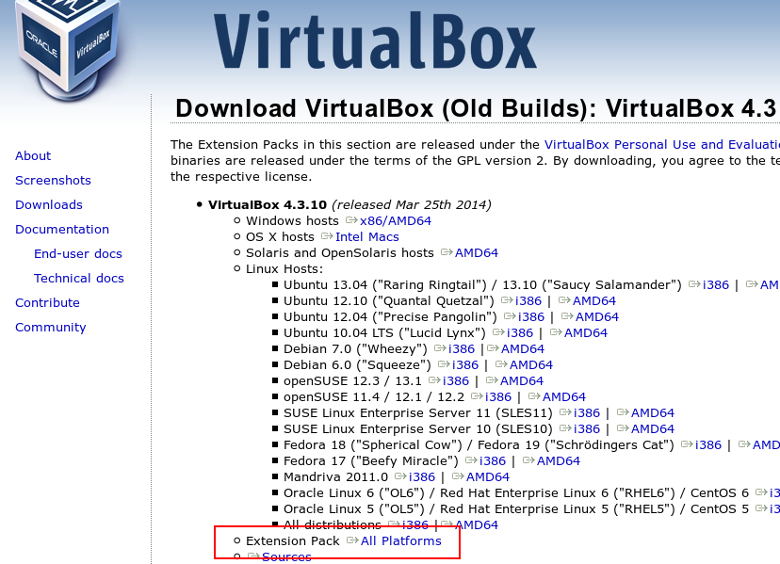 ORACLE
VirtualBox
VirtualBox
Download VirtualBox (Old Builds): VirtualBox 4.3
The Extension Packs in this section are released under the VirtualBox Personal Use and Evaluati
binaries are released under the terms of the GPL version 2. By downloading, you agree to the te
the respective license.
About
Screenshots
Downloads
Documentation
End-user docs
Technical docs
Contribute
Community
• VirtualBox 4.3.10 (released Mar 25th 2014)
Windows hosts x86/AMD64
OS X hosts Intel Macs
Solaris and OpenSolaris hosts AMD64
Linux Hosts:
Ubuntu 13.04 ("Raring Ringtail") / 13.10 ("Saucy Salamander") i386 | AM
Ubuntu 12.10 ("Quantal Quetzal") i386 | AMD64
Ubuntu 12.04 ("Precise Pangolin") i386 | AMD64
Ubuntu 10.04 LTS ("Lucid Lynx") i386 | AMD64
Debian 7.0 ("Wheezy") i386 | AMD64
Debian 6.0 ("Squeeze") i386 | AMD64
openSUSE 12.3 / 13.1 i386 | AMD64
openSUSE 11.4 / 12.1 / 12.2 i386 | AMD64
SUSE Linux Enterprise Server 11 (SLES11) i386 | AMD64
SUSE Linux Enterprise Server 10 (SLES10) i386 | AMD64
Fedora 18 ("Spherical Cow") / Fedora 19 ("Schrödingers Cat") i386 | AMD
Fedora 17 ("Beefy Miracle") i386 | AMD64
Mandriva 2011.0 i386 | AMD64
Oracle Linux 6 ("OL6") / Red Hat Enterprise Linux 6 ("RHEL6") / CentOS 6 i3
Oracle Linux 5 ("OL5") / Red Hat Enterprise Linux 5 ("RHEL5") / CentOS 5 i3
All distributions i386 | AMD64
Extension Pack All Platforms
Sources